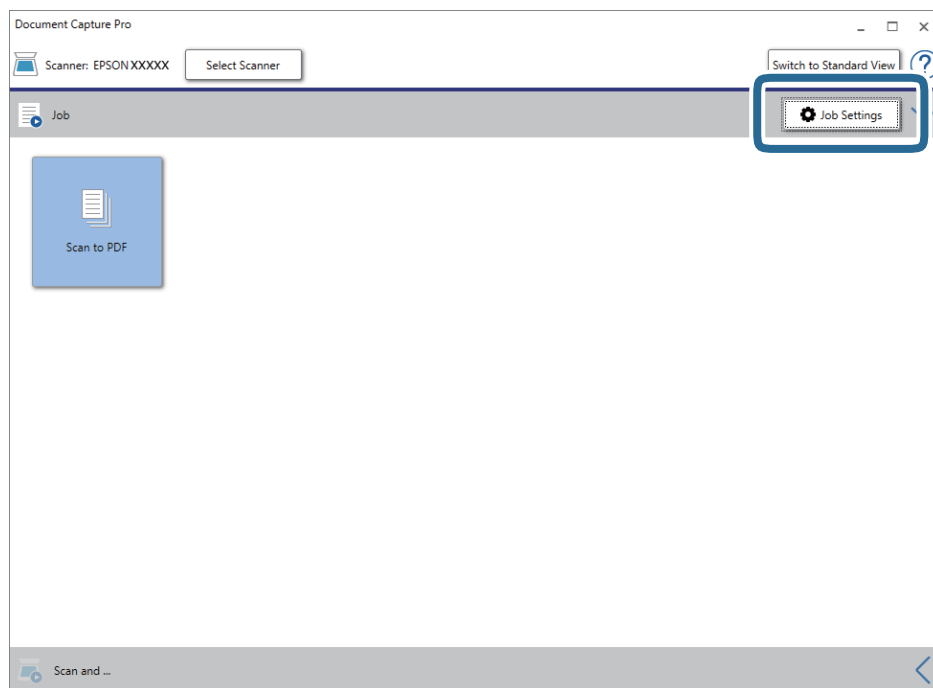 Document Capture Pro
Scanner: EPSON XXXXX Select Scanner Switch to Standard View ?
Job Job Settings
Scan to PDF
Scan and ...